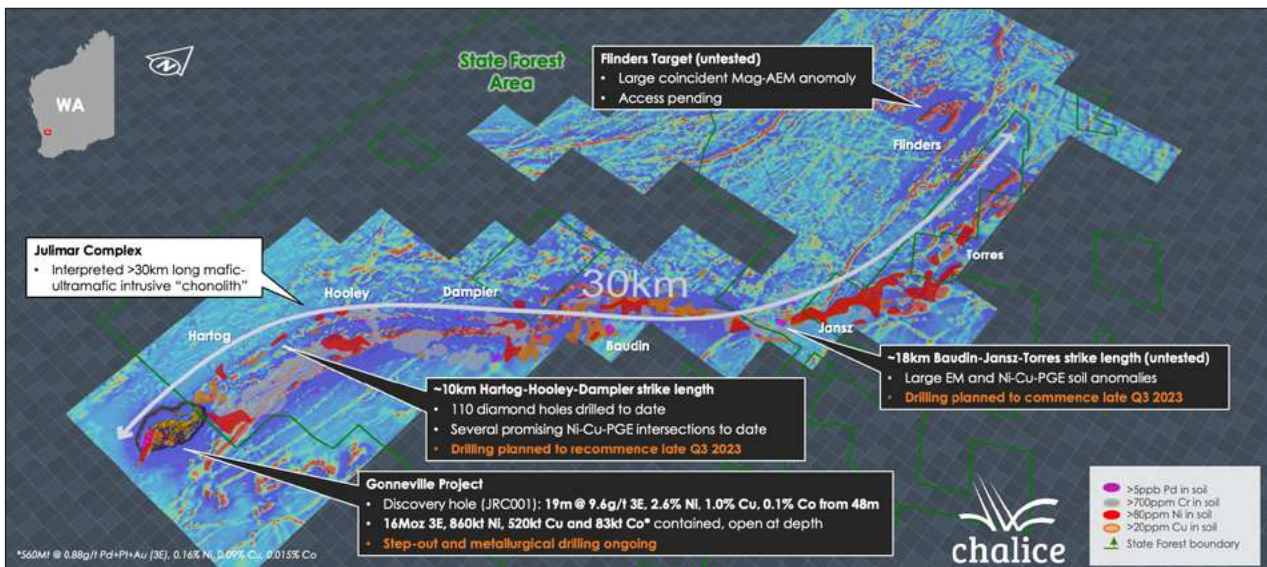 WA
N
State Forest
Area
Flinders Target (untested)
• Large coincident Mag-AEM anomaly
• Access pending
Flinders
Julimar Complex
• Interpreted >30km long mafic-
ultramafic intrusive “chonolith”
Hooley
Dampler
30km
Torres
Hartog
Baudin
Jansz
~18km Baudin-Jansz-Torres strike length (untested)
• Large EM and Ni-Cu-PGE soil anomalies
• Drilling planned to commence late Q3 2023
~10km Hartog-Hooley-Dampler strike length
• 110 diamond holes drilled to date
• Several promising Ni-Cu-PGE intersections to date
• Drilling planned to recommence late Q3 2023
Gonneville Project
• Discovery hole (JRC001): 19m @ 9.6g/t 3E, 2.6% Ni, 1.0% Cu, 0.1% Co from 48m
• 16Moz 3E, 860kt Ni, 520kt Cu and 83kt Co* contained, open at depth
• Step-out and metallurgical drilling ongoing
*560Mt @ 0.88g/t Pd+Pt+Au (3E), 0.16% Ni, 0.09% Cu, 0.015% Co
chalice
>5ppb Pd in soil
>700ppm Cr in soil
>80ppm Ni in soil
>20ppm Cu in soil
State Forest boundary